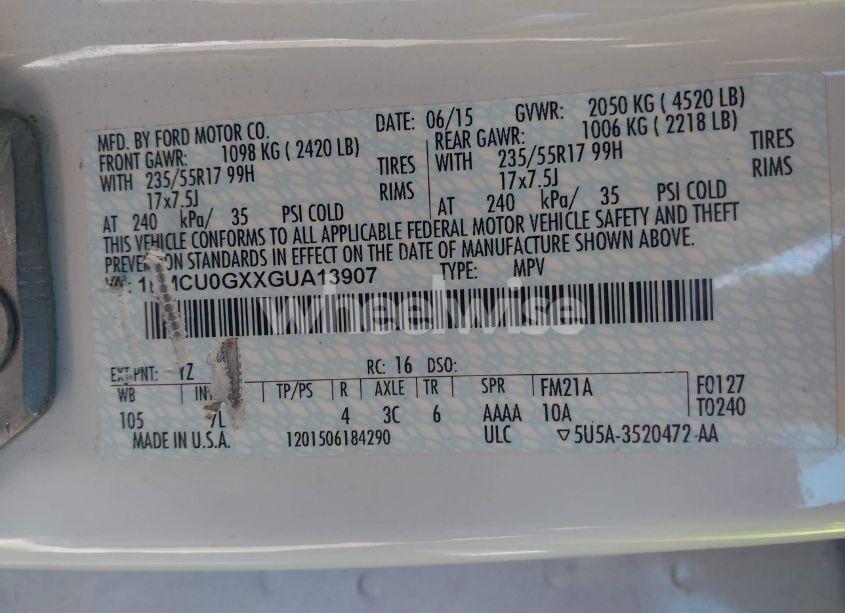 MFD. BY FORD MOTOR CO. DATE: 06/15 GVWR: 2050 KG ( 4520 LB)
FRONT GAWR: 1098 KG ( 2420 LB) REAR GAWR: 1006 KG ( 2218 LB)
WITH 235/55R17 99H TIRES WITH 235/55R17 99H TIRES
17x7.5J RIMS 17x7.5J RIMS
AT 240 kPa/ 35 PSI COLD AT 240 kPa/ 35 PSI COLD
THIS VEHICLE CONFORMS TO ALL APPLICABLE FEDERAL MOTOR VEHICLE SAFETY AND THEFT
PREVENTION STANDARDS IN EFFECT ON THE DATE OF MANUFACTURE SHOWN ABOVE.
MCU0GXXGUA13907 TYPE: MPV
wheelwise
EXT PNT: YZ RC: 16 DSO:
WB TP/PS R AXLE TR SPR FM21A F0127
105 4 3C 6 AAAA 10A T0240
MADE IN U.S.A. 1201506184290 ULC ▽5U5A-3520472-AA